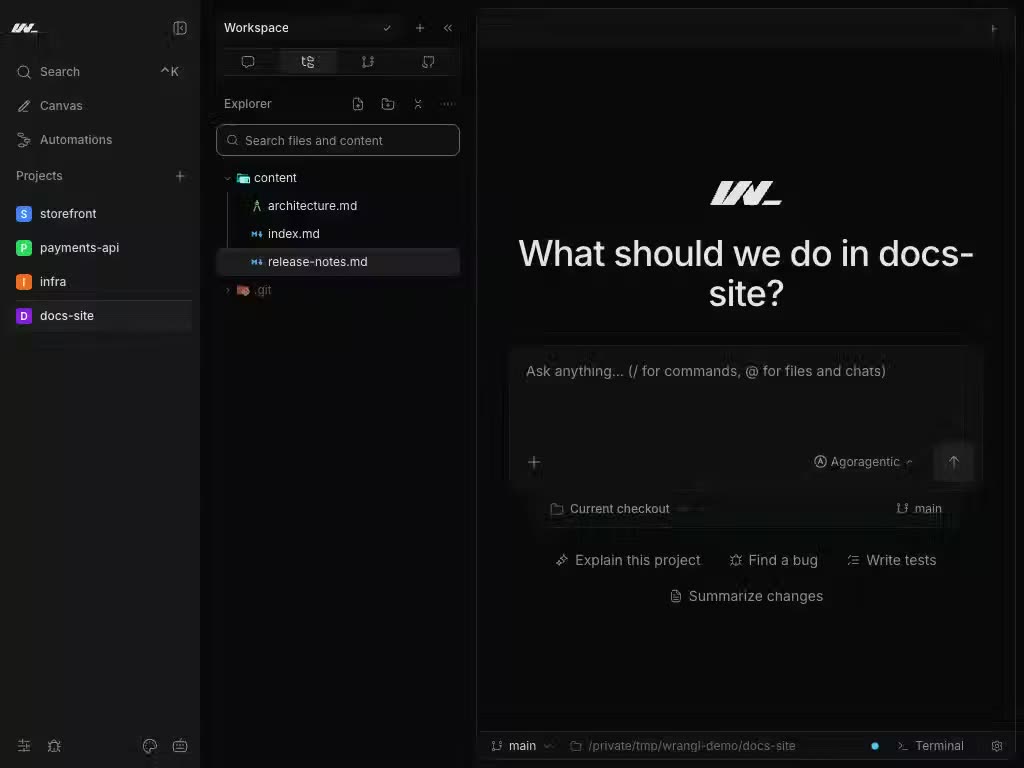 W_
Search ^K
Canvas
Automations
Projects
S storefront
P payments-api
I infra
D docs-site
Workspace
Explorer
Search files and content
content
architecture.md
index.md
release-notes.md
.git
W_
What should we do in docs-
site?
Ask anything... (/ for commands, @ for files and chats)
Agoragentic
Current checkout
main
Explain this project
Find a bug
Write tests
Summarize changes
main
/private/tmp/wrangl-demo/docs-site
Terminal